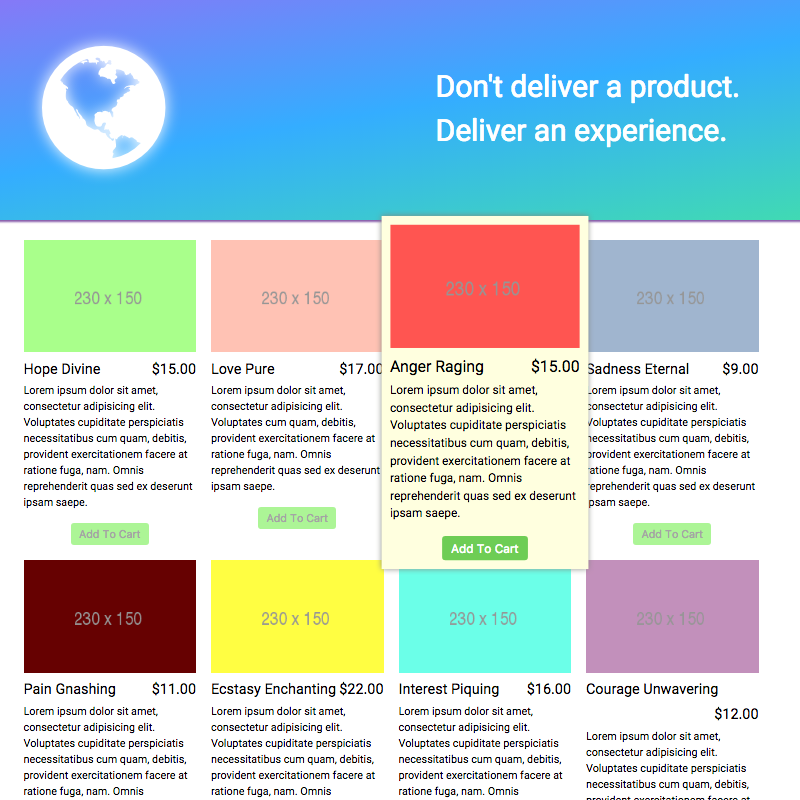 Don't deliver a product.
Deliver an experience.
230 x 150
Hope Divine $15.00
Lorem ipsum dolor sit amet,
consectetur adipisicing elit.
Voluptates cupiditate perspiciatis
necessitatibus cum quam, debitis,
provident exercitationem facere at
ratione fuga, nam. Omnis
reprehenderit quas sed ex deserunt
ipsam saepe.
Add To Cart
230 x 150
Love Pure $17.00
Lorem ipsum dolor sit amet,
consectetur adipisicing elit.
Voluptates cum quam, debitis,
provident exercitationem facere at
ratione fuga, nam. Omnis
reprehenderit quas sed ex deserunt
ipsam saepe.
Add To Cart
230 x 150
Anger Raging $15.00
Lorem ipsum dolor sit amet,
consectetur adipisicing elit.
Voluptates cupiditate perspiciatis
necessitatibus cum quam, debitis,
provident exercitationem facere at
ratione fuga, nam. Omnis
reprehenderit quas sed ex deserunt
ipsam saepe.
Add To Cart
230 x 150
Sadness Eternal $9.00
Lorem ipsum dolor sit amet,
consectetur adipisicing elit.
Voluptates cupiditate perspiciatis
necessitatibus cum quam, debitis,
provident exercitationem facere at
ratione fuga, nam. Omnis
reprehenderit quas sed ex deserunt
ipsam saepe.
Add To Cart
230 x 150
Pain Gnashing $11.00
Lorem ipsum dolor sit amet,
consectetur adipisicing elit.
Voluptates cupiditate perspiciatis
necessitatibus cum quam, debitis,
provident exercitationem facere at
ratione fuga, nam. Omnis
230 x 150
Ecstasy Enchanting $22.00
Lorem ipsum dolor sit amet,
consectetur adipisicing elit.
Voluptates cupiditate perspiciatis
necessitatibus cum quam, debitis,
provident exercitationem facere at
ratione fuga, nam. Omnis
230 x 150
Interest Piquing $16.00
Lorem ipsum dolor sit amet,
consectetur adipisicing elit.
Voluptates cupiditate perspiciatis
necessitatibus cum quam, debitis,
provident exercitationem facere at
ratione fuga, nam. Omnis
230 x 150
Courage Unwavering
$12.00
Lorem ipsum dolor sit amet,
consectetur adipisicing elit.
Voluptates cupiditate perspiciatis
necessitatibus cum quam, debitis,